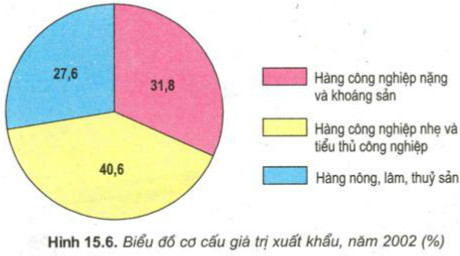 27,6
31,8
40,6
Hàng công nghiệp nặng
và khoáng sản
Hàng công nghiệp nhẹ và
tiểu thủ công nghiệp
Hàng nông, lâm, thuỷ sản
Hình 15.6. Biểu đồ cơ cấu giá trị xuất khẩu, năm 2002 (%)